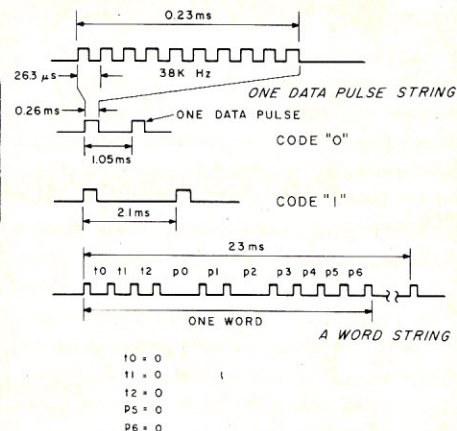 0.23ms
26.3 µs
38K Hz
ONE DATA PULSE STRING
0.26ms
ONE DATA PULSE
CODE "0"
1.05ms
CODE "1"
2.1ms
23 ms
t0 t1 t2 p0 p1 p2 p3 p4 p5 p6
ONE WORD
A WORD STRING
t0 = 0
t1 = 0
t2 = 0
P5 = 0
P6 = 0